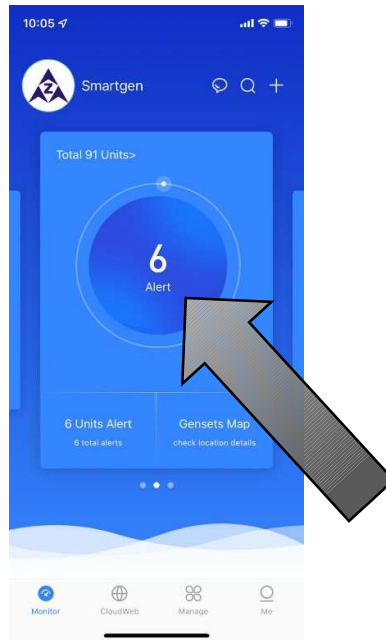 10:05
Z
Smartgen
Total 91 Units>
6
Alert
6 Units Alert
6 total alerts
Gensets Map
check location details
Monitor
CloudWeb
Manage
Me